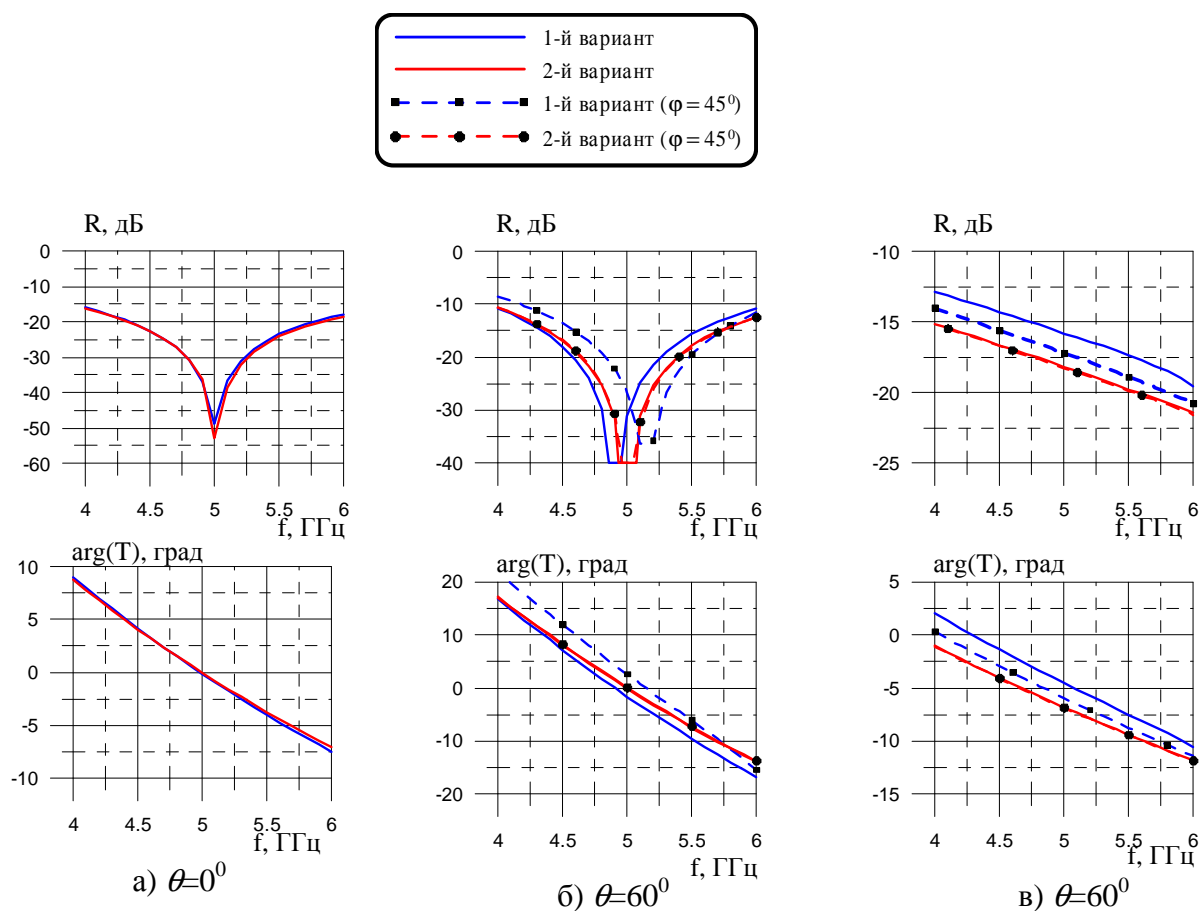 1-й вариант
2-й вариант
1-й вариант (φ = 45⁰)
2-й вариант (φ = 45⁰)
R, дБ
0
-10
-20
-30
-40
-50
-60
4 4.5 5 5.5 6
f, ГГц
R, дБ
0
-10
-20
-30
-40
4 4.5 5 5.5 6
f, ГГц
R, дБ
-10
-15
-20
-25
4 4.5 5 5.5 6
f, ГГц
arg(T), град
10
5
0
-5
-10
4 4.5 5 5.5 6
f, ГГц
arg(T), град
20
10
0
-10
-20
4 4.5 5 5.5 6
f, ГГц
arg(T), град
5
0
-5
-10
-15
4 4.5 5 5.5 6
f, ГГц
а) θ=0⁰
б) θ=60⁰
в) θ=60⁰